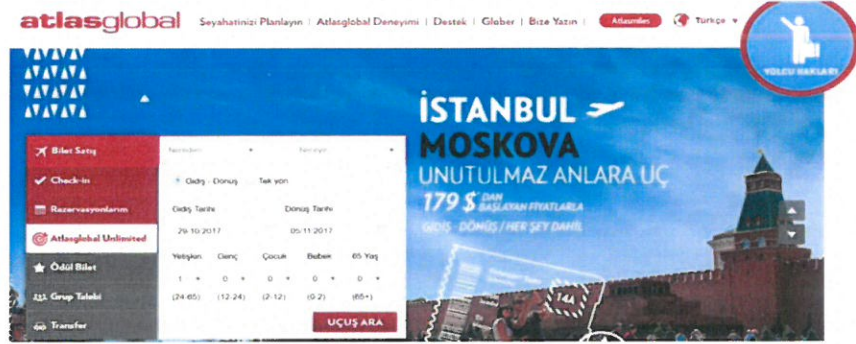 atlasglobal
Seyahatinizi Planlayın | Atlasglobal Deneyimi | Destek | Glober | Bize Yazın |
Atlasmiles
Türkçe
YOLCU HAKLARI
Bilet Satış
Check-in
Rezervasyonlarım
Atlasglobal Unlimited
Ödül Bilet
Grup Talebi
Transfer
Nereden
Nereye
Gidiş - Dönüş Tek yön
Gidiş Tarihi Dönüş Tarihi
29.10.2017 05.11.2017
Yetişkin Genç Çocuk Bebek 65 Yaş
1 0 0 0 0
(24-65) (12-24) (2-12) (0-2) (65+)
UÇUŞ ARA
İSTANBUL
MOSKOVA
UNUTULMAZ ANLARA UÇ
179 $ DAN
BAŞLAYAN FİYATLARLA
GİDİŞ - DÖNÜŞ / HER ŞEY DAHİL
14A